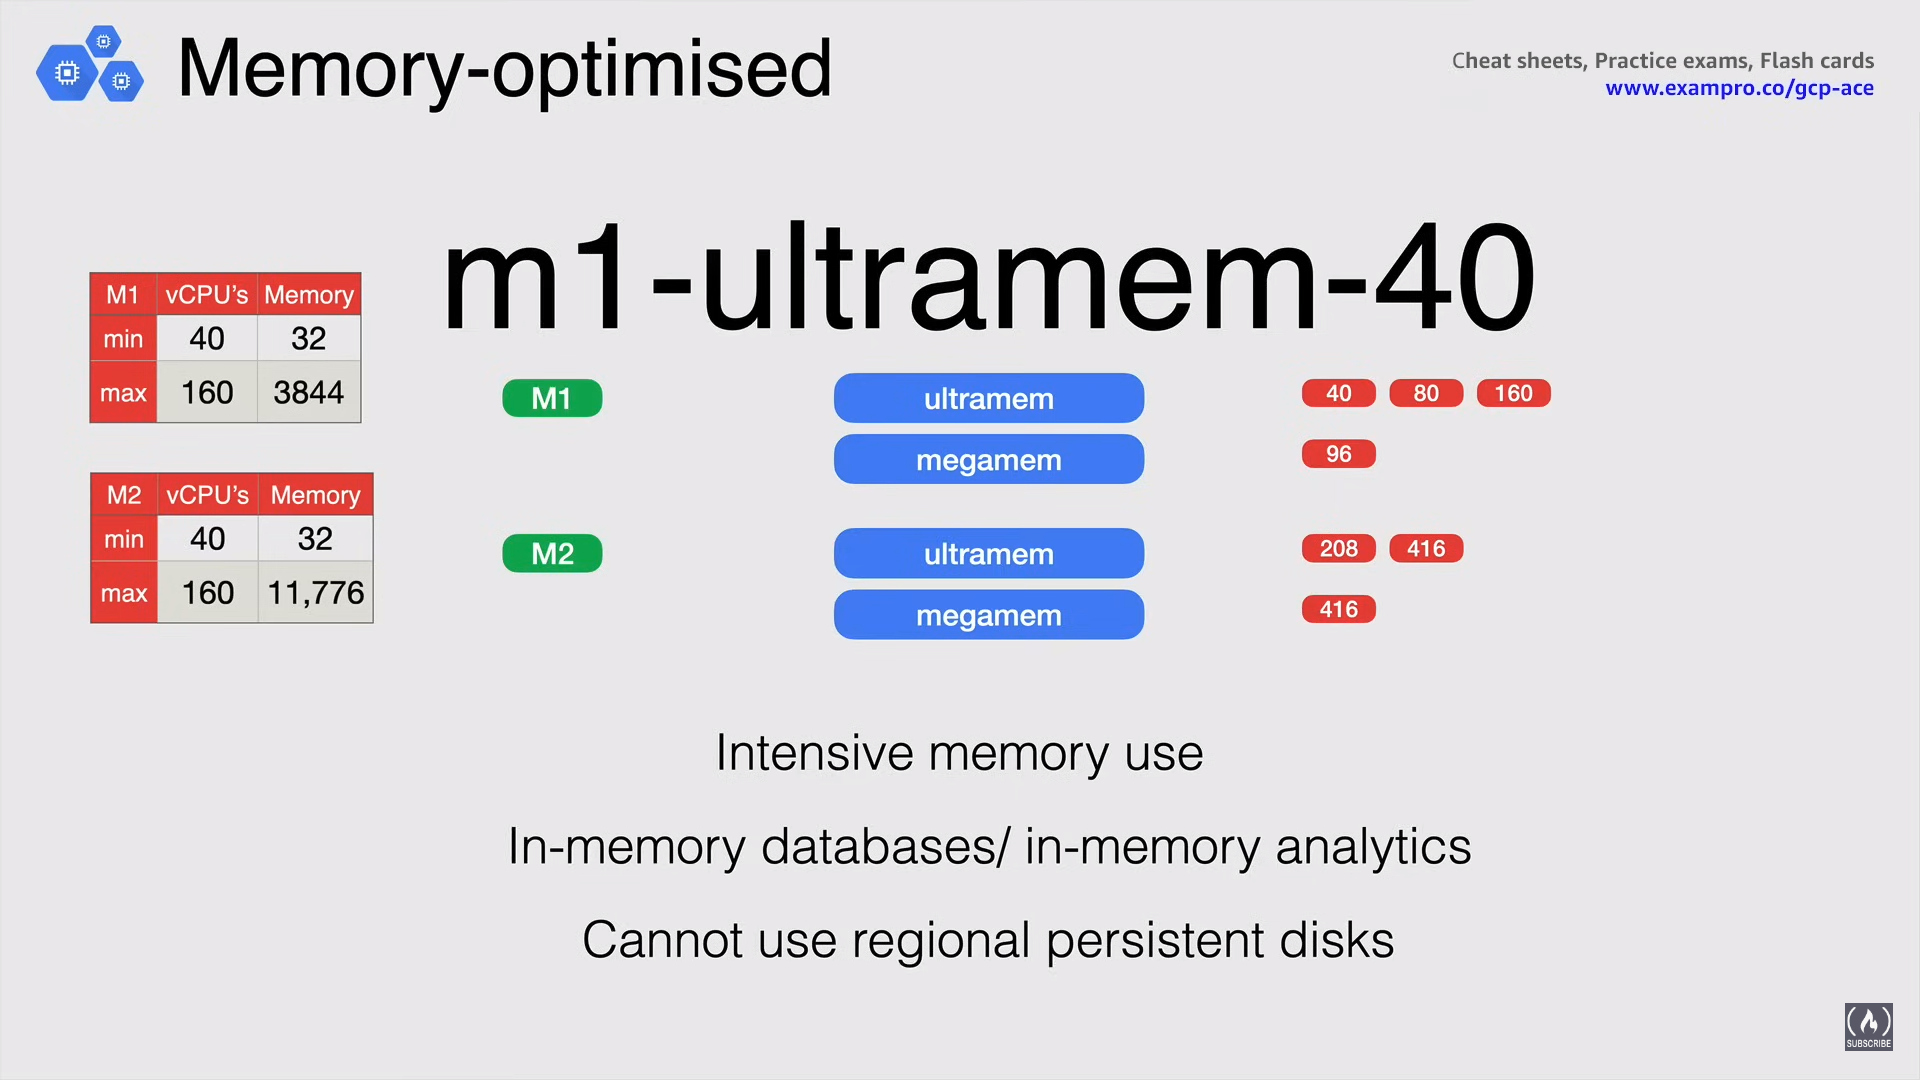 Memory-optimised
Cheat sheets, Practice exams, Flash cards
www.exampro.co/gcp-ace
m1-ultramem-40
M1 vCPU's Memory
min 40 32
max 160 3844
M2 vCPU's Memory
min 40 32
max 160 11,776
M1 ultramem 40 80 160
megamem 96
M2 ultramem 208 416
megamem 416
Intensive memory use
In-memory databases/ in-memory analytics
Cannot use regional persistent disks
SUBSCRIBE